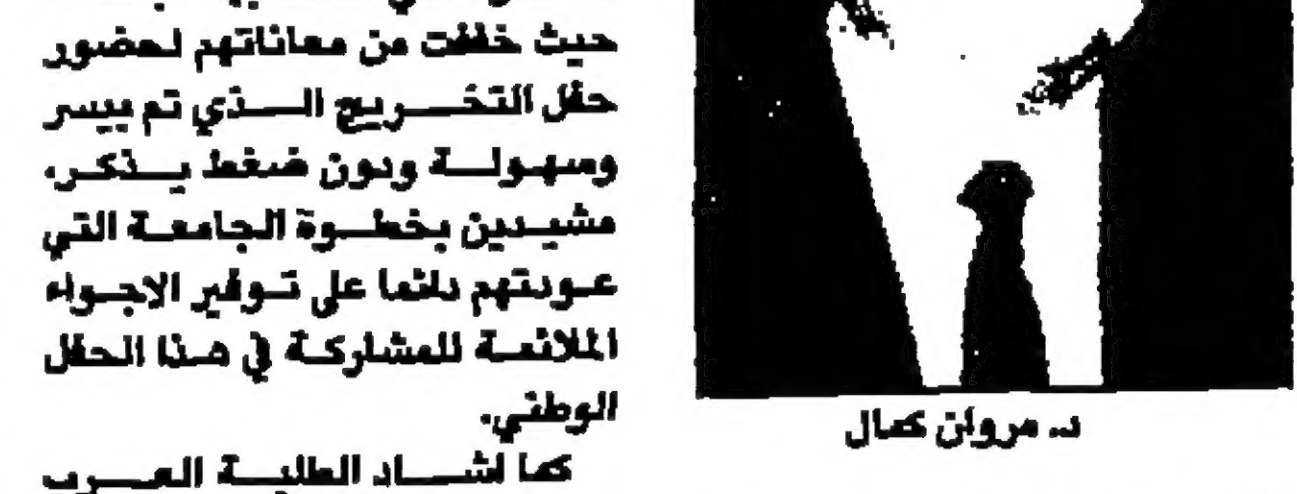 حيث خففت من معاناتهم لحضور
حفل التخريج الذي تم بيسر
وسهولة ودون ضغط يذكر،
مشيدين بخطوة الجامعة التي
عودتهم دائما على توفير الاجواء
الملائمة للمشاركة في هذا الحفل
الوطني.
كما اشاد الطلبة العرب
د. مروان كمال